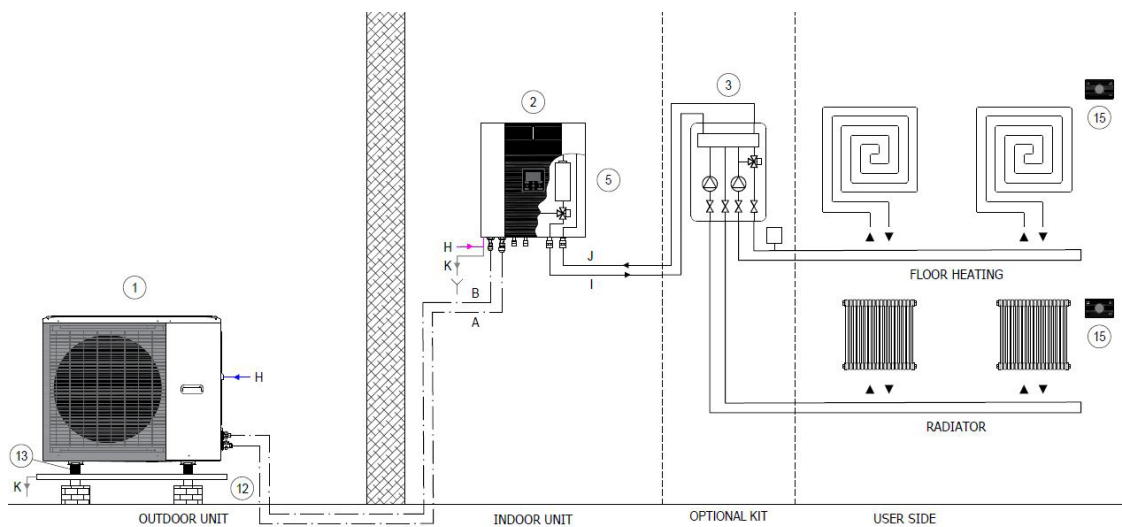 1
2
3
5
15
H
K
J
I
FLOOR HEATING
B
A
H
15
13
K
12
RADIATOR
OUTDOOR UNIT
INDOOR UNIT
OPTIONAL KIT
USER SIDE